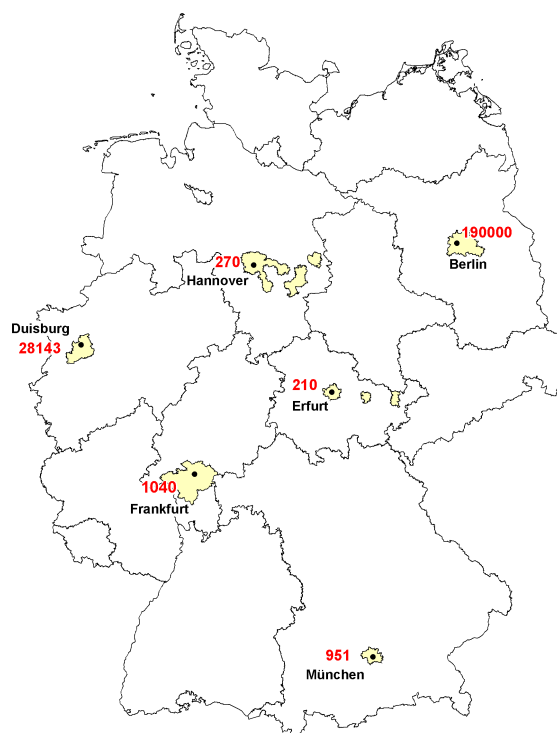 190000
Berlin
270
Hannover
Duisburg
28143
210
Erfurt
1040
Frankfurt
951
München